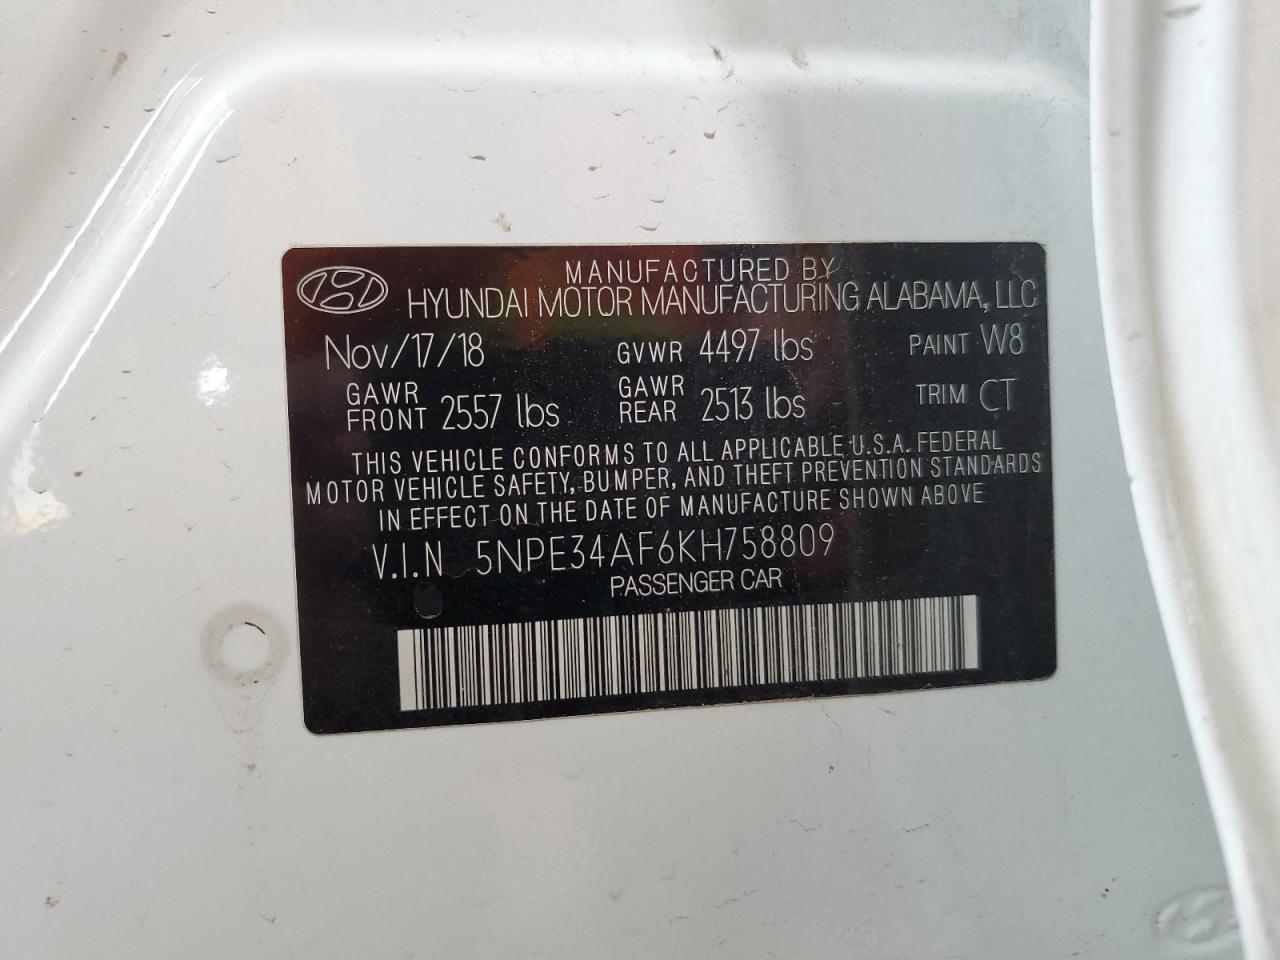 MANUFACTURED BY
HYUNDAI MOTOR MANUFACTURING ALABAMA, LLC
Nov/17/18 GVWR 4497 lbs PAINT W8
GAWR FRONT 2557 lbs GAWR REAR 2513 lbs TRIM CT
THIS VEHICLE CONFORMS TO ALL APPLICABLE U.S.A. FEDERAL
MOTOR VEHICLE SAFETY, BUMPER, AND THEFT PREVENTION STANDARDS
IN EFFECT ON THE DATE OF MANUFACTURE SHOWN ABOVE
V.I.N 5NPE34AF6KH758809
PASSENGER CAR